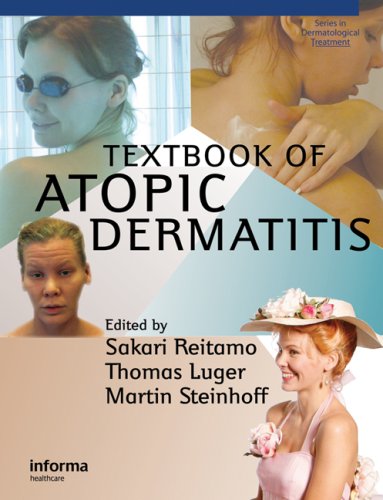 Series in
Dermatological
Treatment
TEXTBOOK OF
ATOPIC
DERMATITIS
Edited by
Sakari Reitamo
Thomas Luger
Martin Steinhoff
informa
healthcare